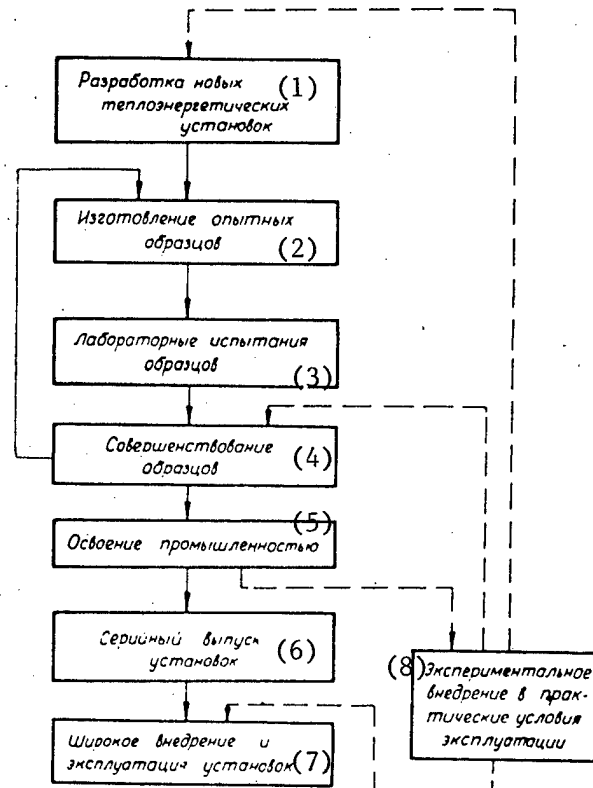 Разработка новых (1)
теплоэнергетических
установок
Изготовление опытных
образцов (2)
Лабораторные испытания
образцов (3)
Совершенствование (4)
образцов
(5)
Освоение промышленностью
Серийный выпуск (6)
установок
Широкое внедрение и
эксплуатация установок (7)
(8) Экспериментальное
внедрение в прак-
тические условия
эксплуатации